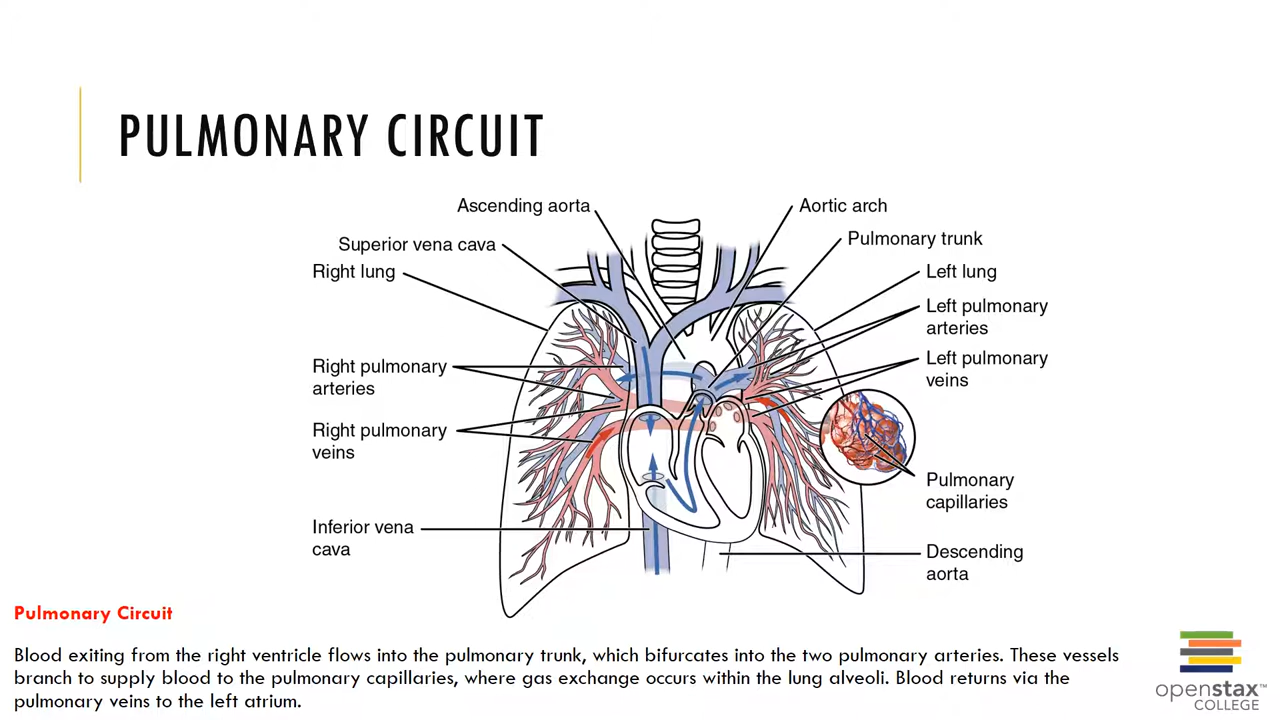 PULMONARY CIRCUIT
Ascending aorta
Aortic arch
Superior vena cava
Pulmonary trunk
Right lung
Left lung
Left pulmonary
arteries
Right pulmonary
arteries
Left pulmonary
veins
Right pulmonary
veins
Pulmonary
capillaries
Inferior vena
cava
Descending
aorta
Pulmonary Circuit
Blood exiting from the right ventricle flows into the pulmonary trunk, which bifurcates into the two pulmonary arteries. These vessels
branch to supply blood to the pulmonary capillaries, where gas exchange occurs within the lung alveoli. Blood returns via the
pulmonary veins to the left atrium.
openstax™
COLLEGE